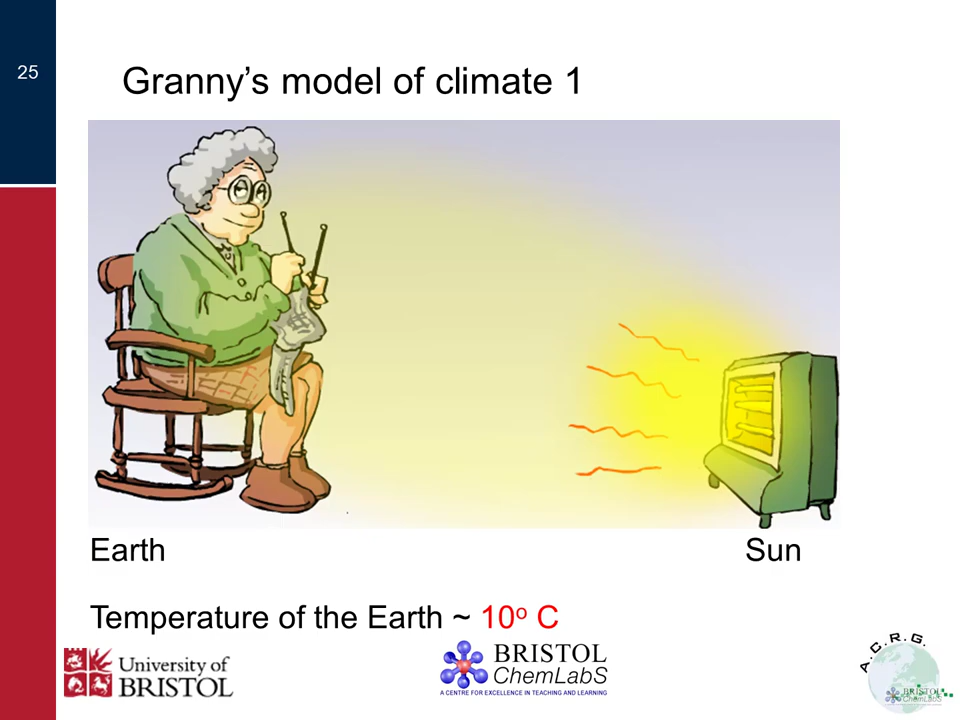 25
Granny’s model of climate 1
Earth
Sun
Temperature of the Earth ~ 10º C
University of
BRISTOL
BRISTOL
ChemLabS
A CENTRE FOR EXCELLENCE IN TEACHING AND LEARNING
A.C.R.G.
BRISTOL
ChemLabS